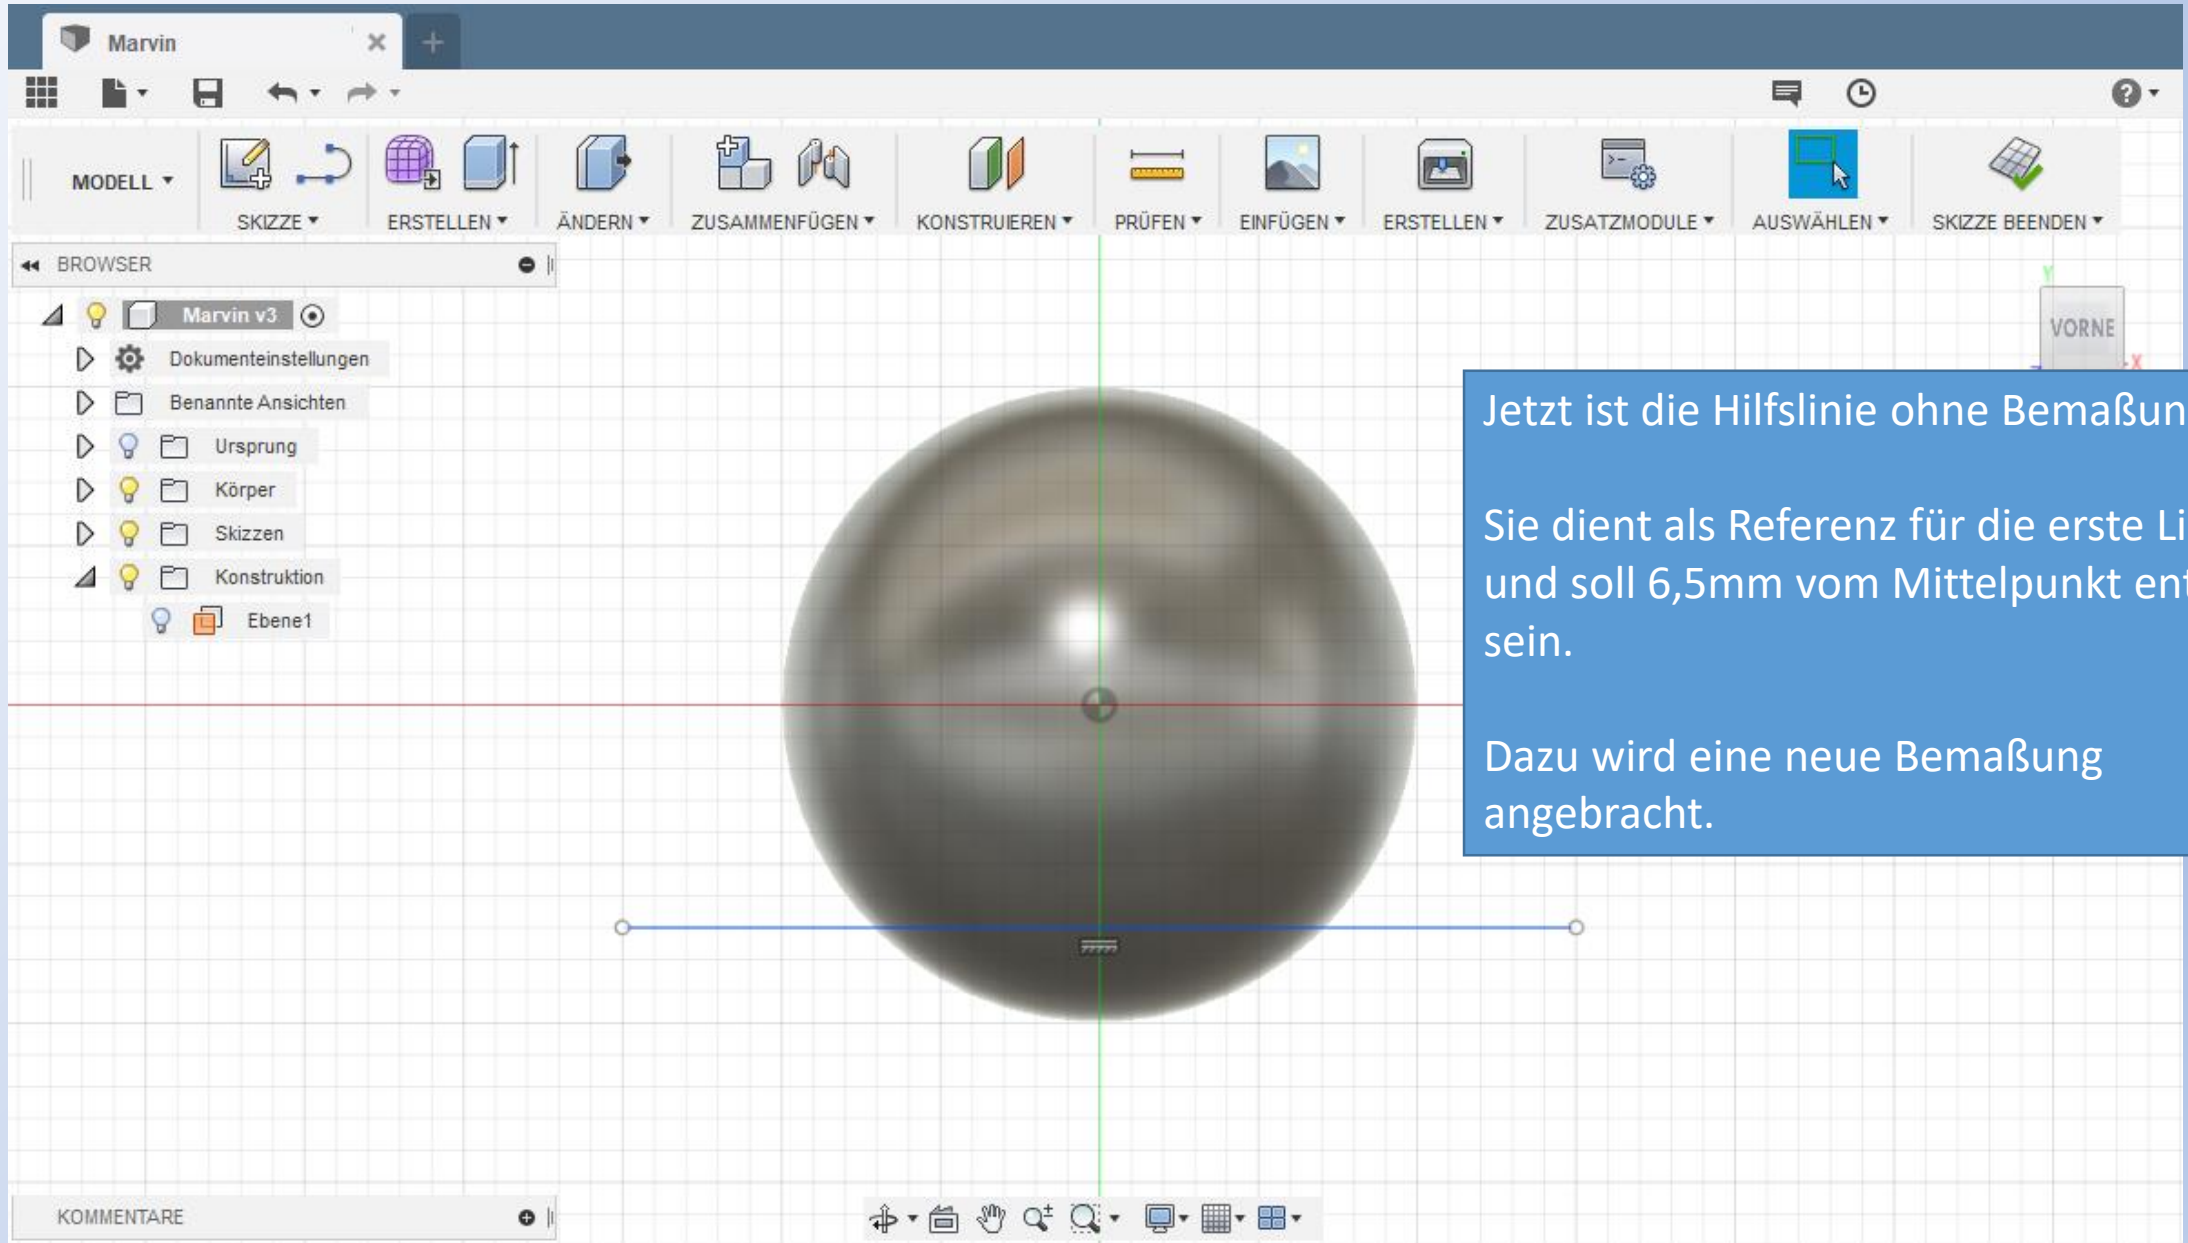 Marvin
MODELL
SKIZZE
ERSTELLEN
ÄNDERN
ZUSAMMENFÜGEN
KONSTRUIEREN
PRÜFEN
EINFÜGEN
ERSTELLEN
ZUSATZMODULE
AUSWÄHLEN
SKIZZE BEENDEN
BROWSER
Marvin v3
Dokumenteinstellungen
Benannte Ansichten
Ursprung
Körper
Skizzen
Konstruktion
Ebene1
Y
VORNE
X
Jetzt ist die Hilfslinie ohne Bemaßun
Sie dient als Referenz für die erste Li
und soll 6,5mm vom Mittelpunkt ent
sein.
Dazu wird eine neue Bemaßung
angebracht.
KOMMENTARE